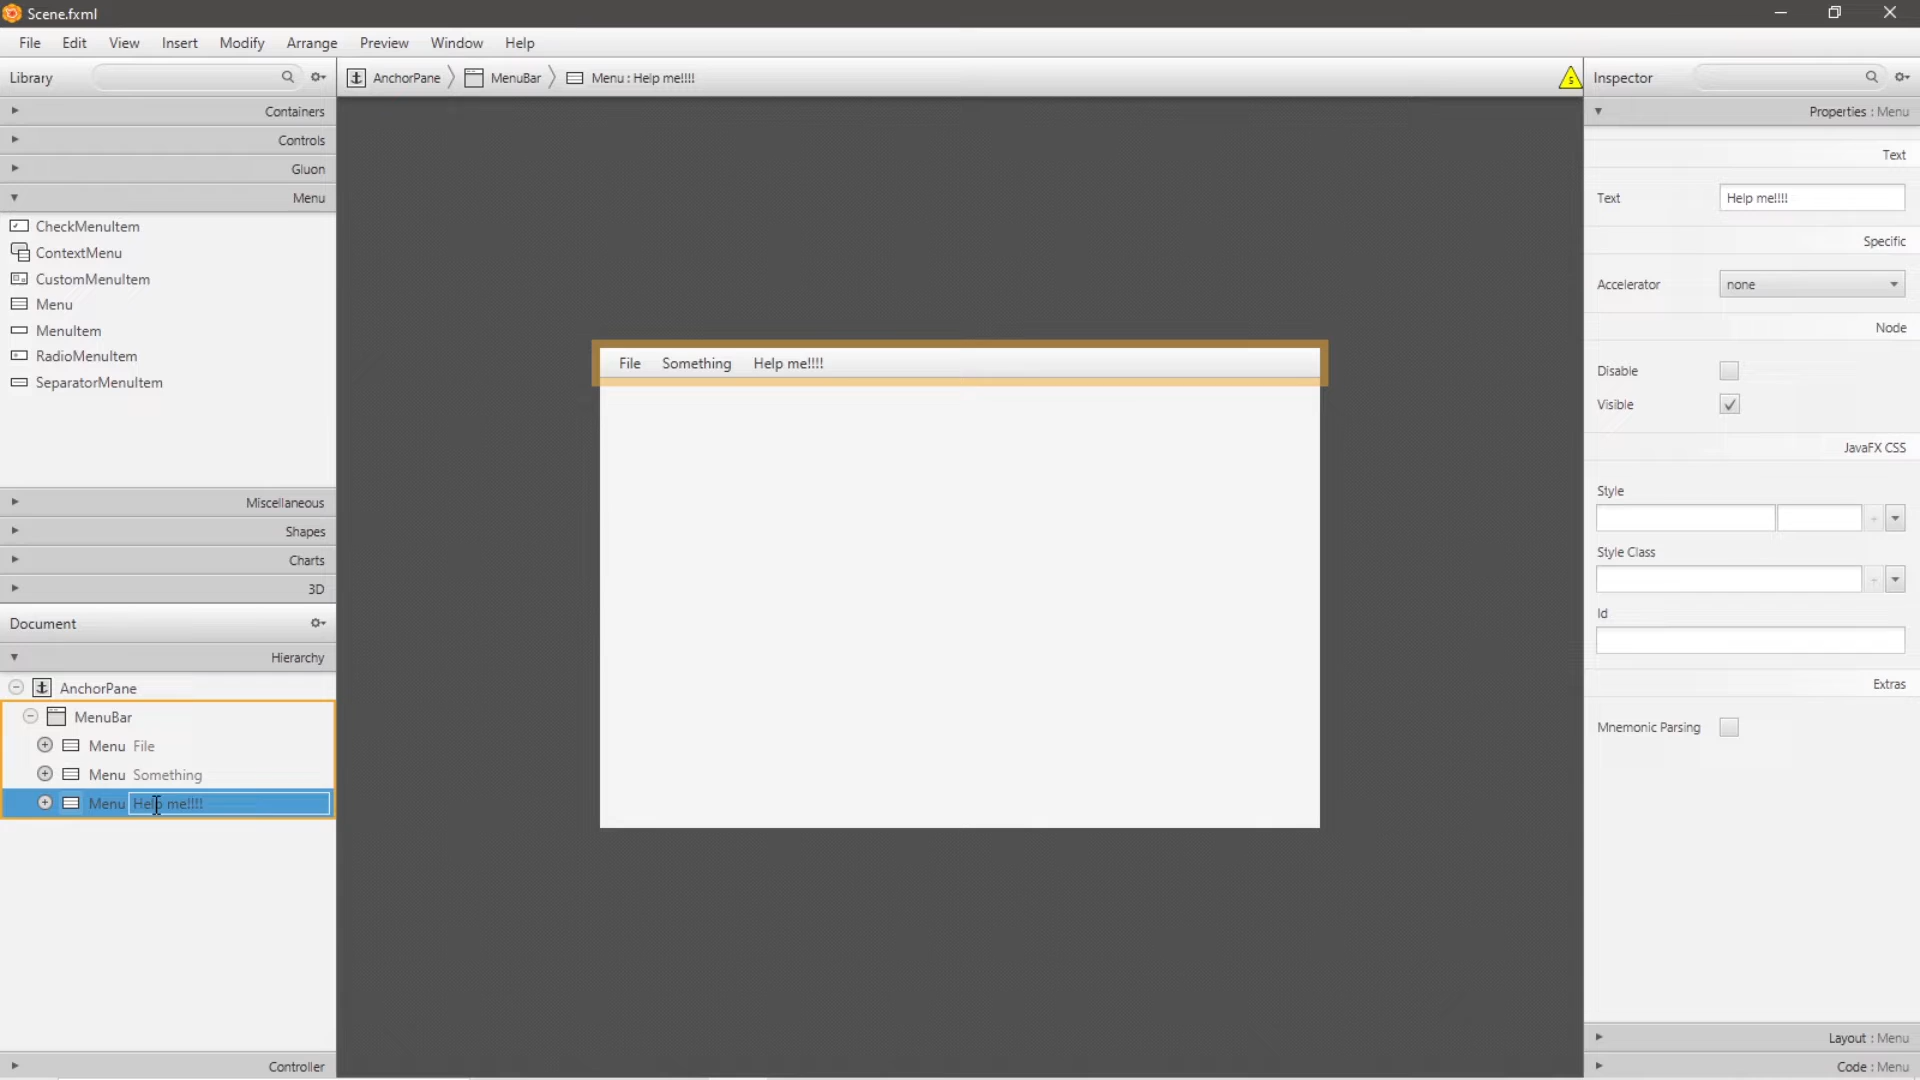 Scene.fxml
File Edit View Insert Modify Arrange Preview Window Help
Library
AnchorPane MenuBar Menu : Help me!!!!
5
Inspector
Containers
Controls
Gluon
Menu
CheckMenuItem
ContextMenu
CustomMenuItem
Menu
MenuItem
RadioMenuItem
SeparatorMenuItem
Miscellaneous
Shapes
Charts
3D
Document
Hierarchy
AnchorPane
MenuBar
Menu File
Menu Something
Menu Help me!!!!
Controller
File Something Help me!!!!
Properties : Menu
Text
Text Help me!!!!
Specific
Accelerator none
Node
Disable
Visible
JavaFX CSS
Style
Style Class
Id
Extras
Mnemonic Parsing
Layout : Menu
Code : Menu